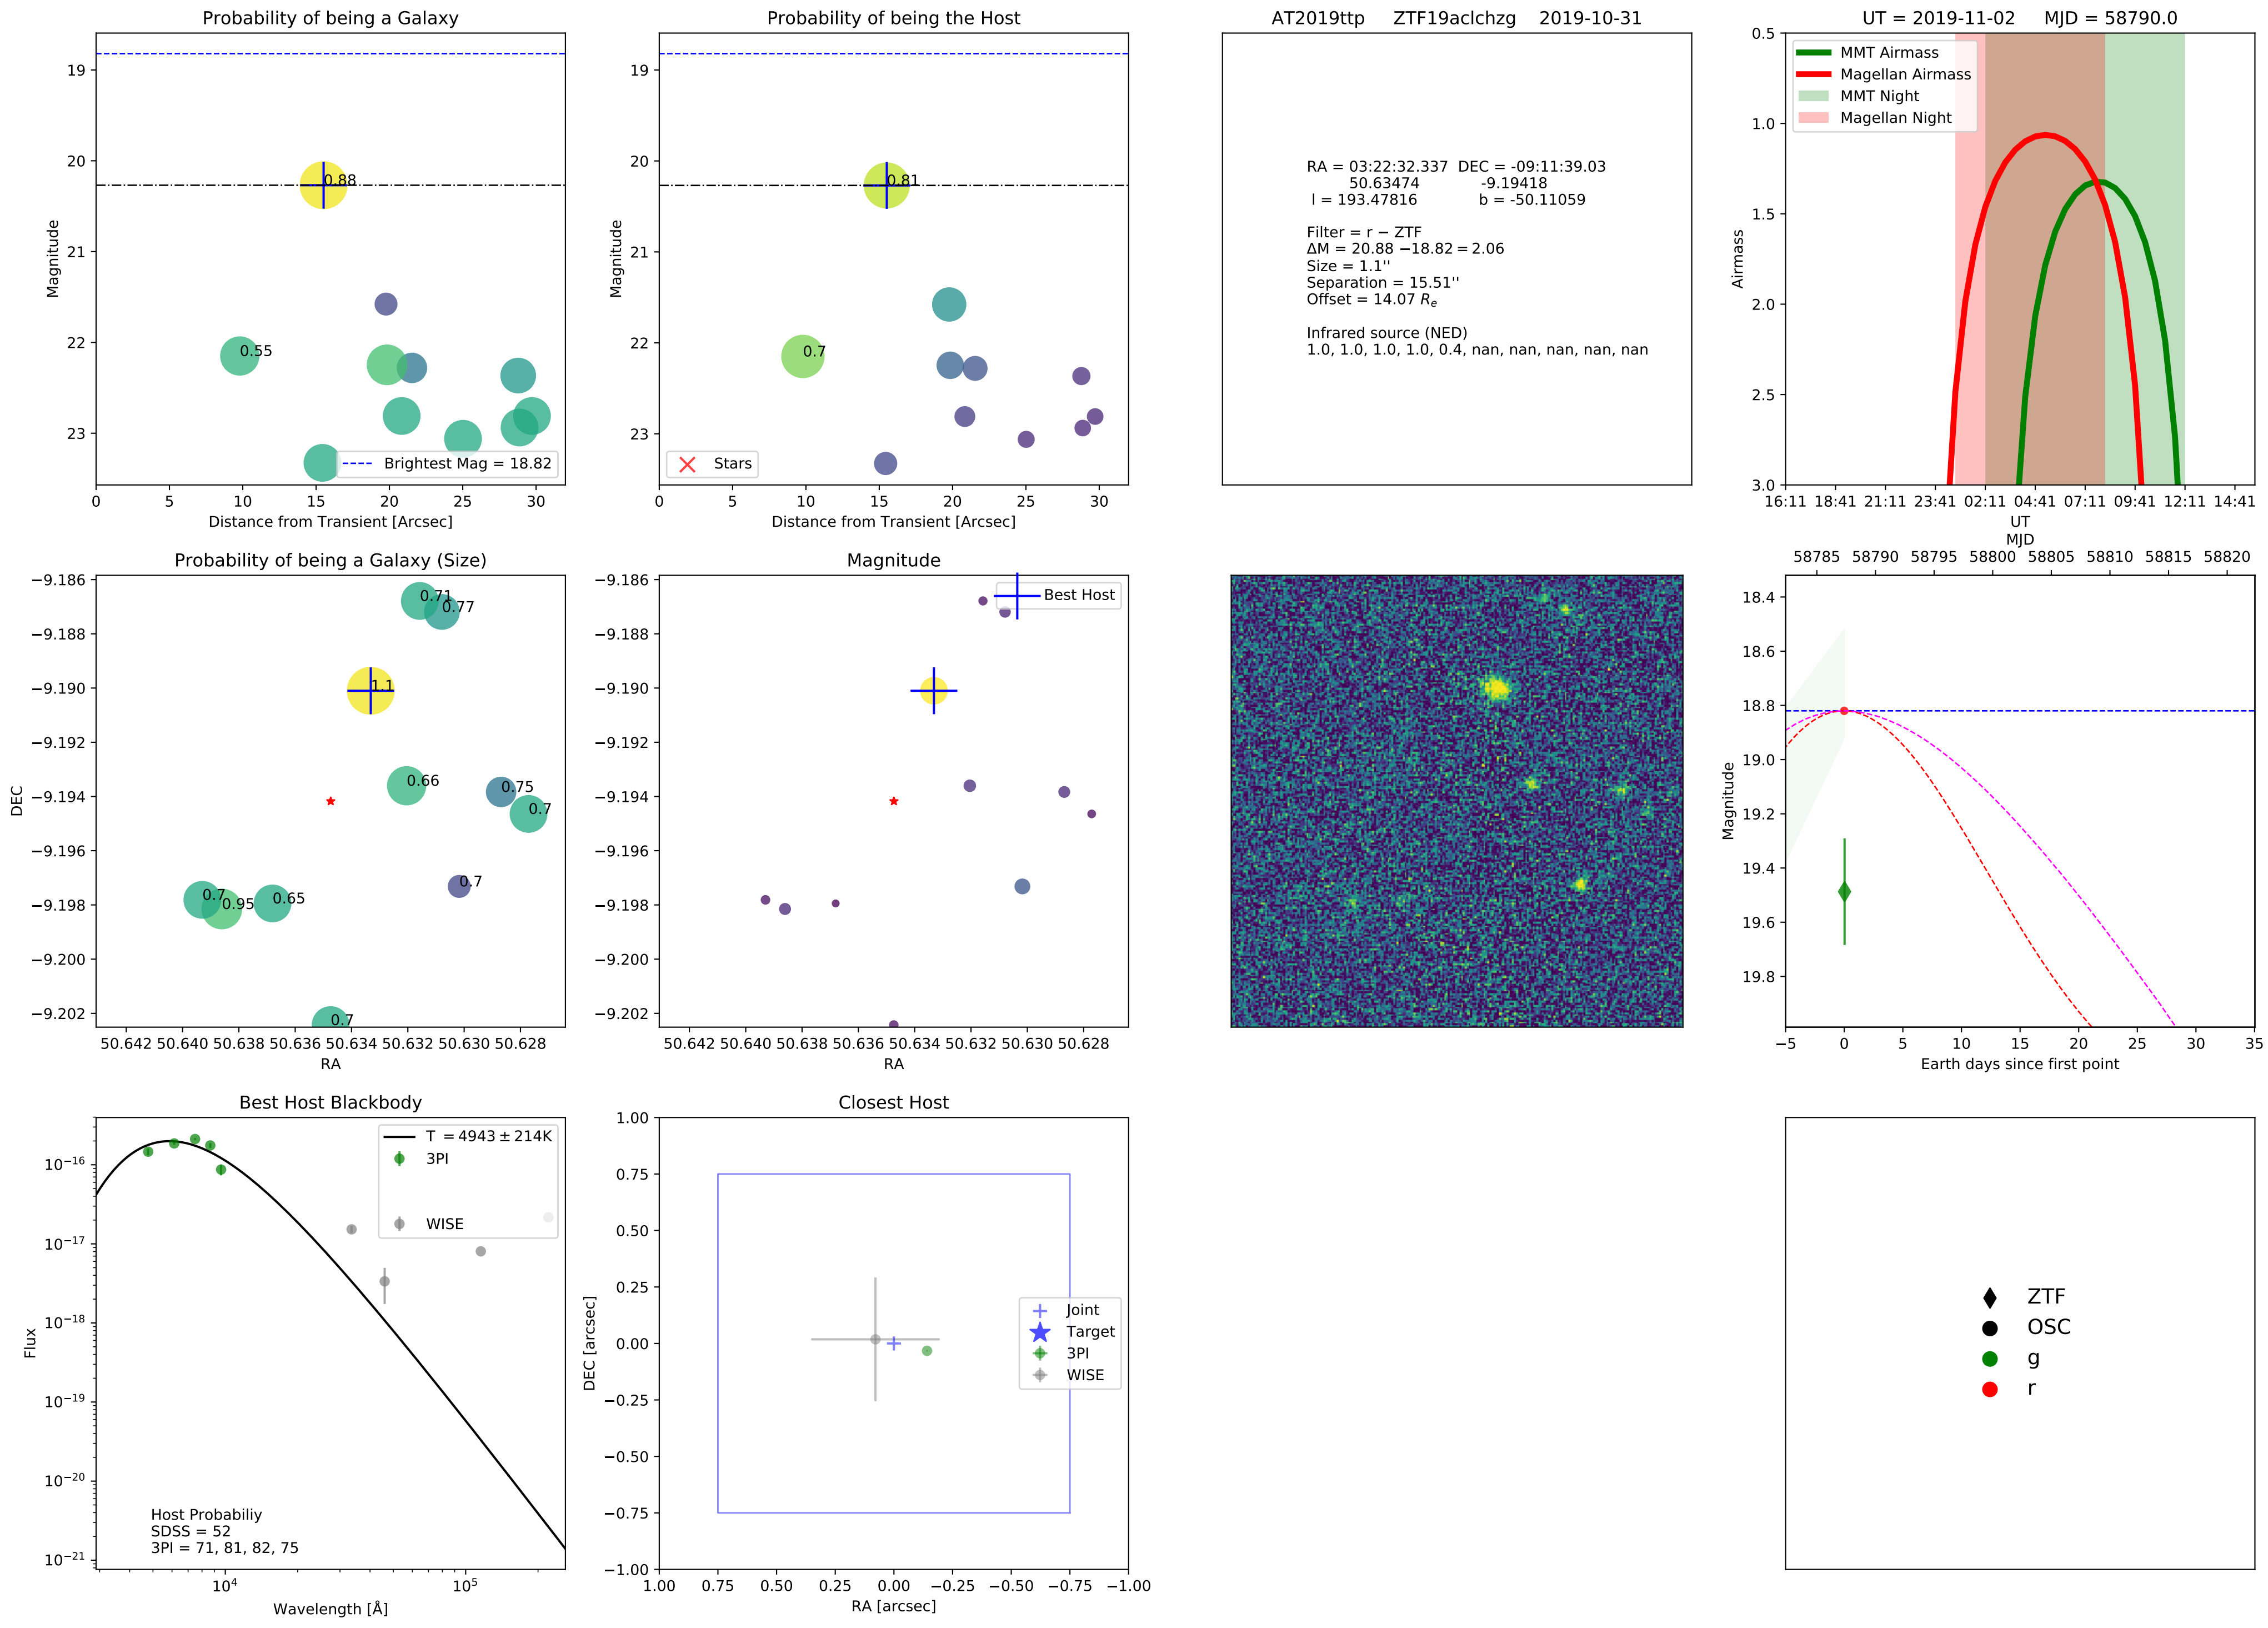 Probability of being a Galaxy
19
20
21
22
23
Magnitude
0.88
0.55
Brightest Mag = 18.82
0 5 10 15 20 25 30
Distance from Transient [Arcsec]
Probability of being the Host
19
20
21
22
23
Magnitude
0.81
0.7
Stars
0 5 10 15 20 25 30
Distance from Transient [Arcsec]
AT2019ttp ZTF19aclchzg 2019-10-31
RA = 03:22:32.337 DEC = -09:11:39.03
50.63474 -9.19418
l = 193.47816 b = -50.11059
Filter = r − ZTF
ΔM = 20.88 −18.82 = 2.06
Size = 1.1''
Separation = 15.51''
Offset = 14.07 Re
Infrared source (NED)
1.0, 1.0, 1.0, 1.0, 0.4, nan, nan, nan, nan, nan
UT = 2019-11-02 MJD = 58790.0
0.5
1.0
1.5
2.0
2.5
3.0
Airmass
MMT Airmass
Magellan Airmass
MMT Night
Magellan Night
16:11 18:41 21:11 23:41 02:11 04:41 07:11 09:41 12:11 14:41
UT
Probability of being a Galaxy (Size)
−9.186
−9.188
−9.190
−9.192
−9.194
−9.196
−9.198
−9.200
−9.202
DEC
0.71
0.77
1.1
0.66
0.75
0.7
0.7
0.7
0.95
0.65
0.7
50.642 50.640 50.638 50.636 50.634 50.632 50.630 50.628
RA
Magnitude
−9.186
−9.188
−9.190
−9.192
−9.194
−9.196
−9.198
−9.200
−9.202
Best Host
50.642 50.640 50.638 50.636 50.634 50.632 50.630 50.628
RA
MJD
58785 58790 58795 58800 58805 58810 58815 58820
18.4
18.6
18.8
19.0
19.2
19.4
19.6
19.8
Magnitude
−5 0 5 10 15 20 25 30 35
Earth days since first point
Best Host Blackbody
10−16
10−17
10−18
10−19
10−20
10−21
Flux
T = 4943 ± 214K
3PI
WISE
Host Probabiliy
SDSS = 52
3PI = 71, 81, 82, 75
104 105
Wavelength [Å]
Closest Host
1.00
0.75
0.50
0.25
0.00
−0.25
−0.50
−0.75
−1.00
DEC [arcsec]
Joint
Target
3PI
WISE
1.00 0.75 0.50 0.25 0.00 −0.25 −0.50 −0.75 −1.00
RA [arcsec]
ZTF
OSC
g
r